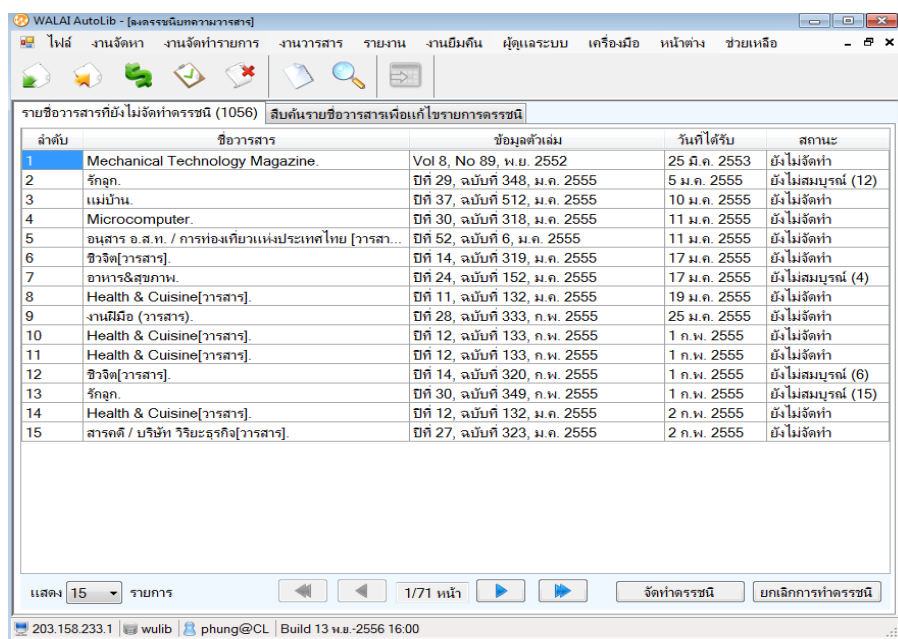 WALAI AutoLib - [ลงดรรชนีบทความวารสาร]
ไฟล์ งานจัดหา งานจัดทำรายการ งานวารสาร รายงาน งานยืมคืน ผู้ดูแลระบบ เครื่องมือ หน้าต่าง ช่วยเหลือ
รายชื่อวารสารที่ยังไม่จัดทำดรรชนี (1056) สืบค้นรายชื่อวารสารเพื่อแก้ไขรายการดรรชนี
ลำดับ ชื่อวารสาร ข้อมูลตัวเล่ม วันที่ได้รับ สถานะ
1 Mechanical Technology Magazine. Vol 8, No 89, พ.ย. 2552 25 มี.ค. 2553 ยังไม่จัดทำ
2 รักลูก. ปีที่ 29, ฉบับที่ 348, ม.ค. 2555 5 ม.ค. 2555 ยังไม่สมบูรณ์ (12)
3 แม่บ้าน. ปีที่ 37, ฉบับที่ 512, ม.ค. 2555 10 ม.ค. 2555 ยังไม่จัดทำ
4 Microcomputer. ปีที่ 30, ฉบับที่ 318, ม.ค. 2555 11 ม.ค. 2555 ยังไม่จัดทำ
5 อนุสาร อ.ส.ท. / การท่องเที่ยวแห่งประเทศไทย [วารสา... ปีที่ 52, ฉบับที่ 6, ม.ค. 2555 11 ม.ค. 2555 ยังไม่จัดทำ
6 ชีวจิต[วารสาร]. ปีที่ 14, ฉบับที่ 319, ม.ค. 2555 17 ม.ค. 2555 ยังไม่จัดทำ
7 อาหาร&สุขภาพ. ปีที่ 24, ฉบับที่ 152, ม.ค. 2555 17 ม.ค. 2555 ยังไม่สมบูรณ์ (4)
8 Health & Cuisine[วารสาร]. ปีที่ 11, ฉบับที่ 132, ม.ค. 2555 19 ม.ค. 2555 ยังไม่จัดทำ
9 งานฝีมือ (วารสาร). ปีที่ 28, ฉบับที่ 333, ก.พ. 2555 25 ม.ค. 2555 ยังไม่จัดทำ
10 Health & Cuisine[วารสาร]. ปีที่ 12, ฉบับที่ 133, ก.พ. 2555 1 ก.พ. 2555 ยังไม่จัดทำ
11 Health & Cuisine[วารสาร]. ปีที่ 12, ฉบับที่ 133, ก.พ. 2555 1 ก.พ. 2555 ยังไม่จัดทำ
12 ชีวจิต[วารสาร]. ปีที่ 14, ฉบับที่ 320, ก.พ. 2555 1 ก.พ. 2555 ยังไม่สมบูรณ์ (6)
13 รักลูก. ปีที่ 30, ฉบับที่ 349, ก.พ. 2555 1 ก.พ. 2555 ยังไม่สมบูรณ์ (15)
14 Health & Cuisine[วารสาร]. ปีที่ 12, ฉบับที่ 132, ม.ค. 2555 2 ก.พ. 2555 ยังไม่จัดทำ
15 สารคดี / บริษัท วิริยะธุรกิจ[วารสาร]. ปีที่ 27, ฉบับที่ 323, ม.ค. 2555 2 ก.พ. 2555 ยังไม่จัดทำ
แสดง 15 รายการ 1/71 หน้า จัดทำดรรชนี ยกเลิกการทำดรรชนี
203.158.233.1 wulib phung@CL Build 13 พ.ย.-2556 16:00